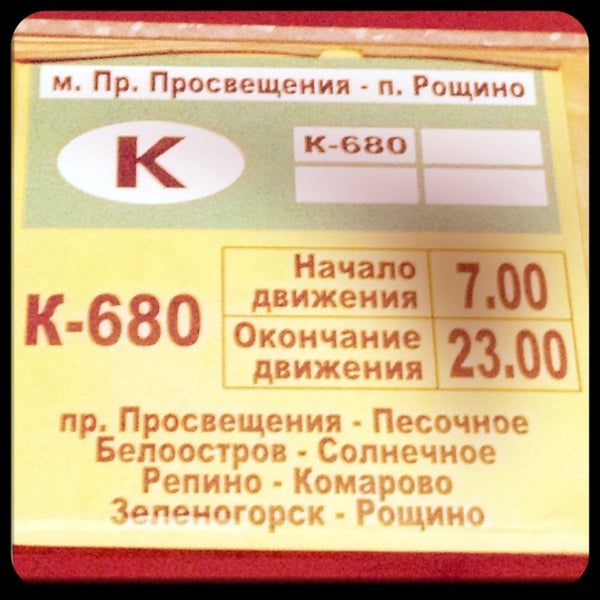 м. Пр. Просвещения - п. Рощино
К
К-680
К-680
Начало
движения
7.00
Окончание
движения
23.00
пр. Просвещения - Песочное
Белоостров - Солнечное
Репино - Комарово
Зеленогорск - Рощино